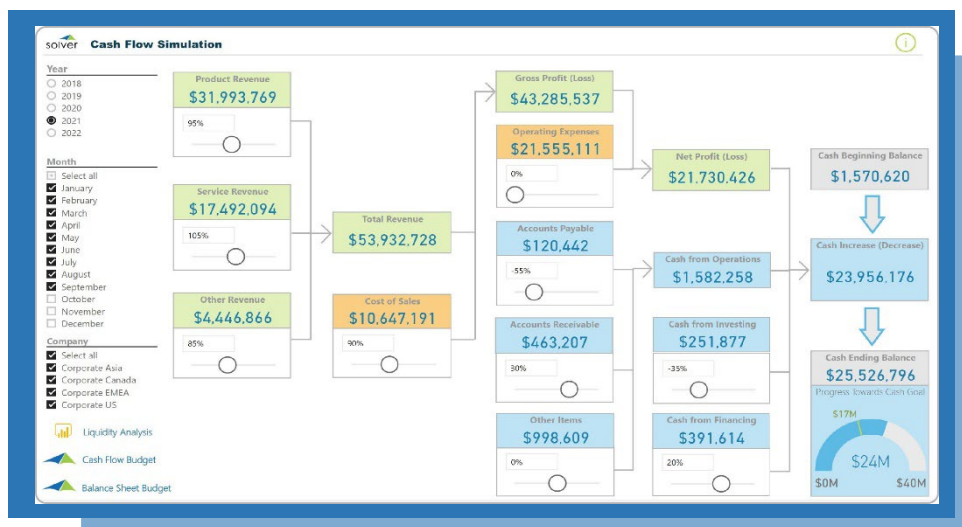 solver Cash Flow Simulation
i
Year
2018
2019
2020
2021
2022
Month
Select all
January
February
March
April
May
June
July
August
September
October
November
December
Company
Select all
Corporate Asia
Corporate Canada
Corporate EMEA
Corporate US
Liquidity Analysis
Cash Flow Budget
Balance Sheet Budget
Product Revenue
$31,993,769
95%
Service Revenue
$17,492,094
105%
Other Revenue
$4,446,866
85%
Total Revenue
$53,932,728
Cost of Sales
$10,647,191
90%
Gross Profit (Loss)
$43,285,537
Operating Expenses
$21,555,111
0%
Accounts Payable
$120,442
-55%
Accounts Receivable
$463,207
30%
Other Items
$998,609
0%
Net Profit (Loss)
$21,730,426
Cash from Operations
$1,582,258
Cash from Investing
$251,877
-35%
Cash from Financing
$391,614
20%
Cash Beginning Balance
$1,570,620
Cash Increase (Decrease)
$23,956,176
Cash Ending Balance
$25,526,796
Progress Towards Cash Goal
$17M
$24M
$0M
$40M